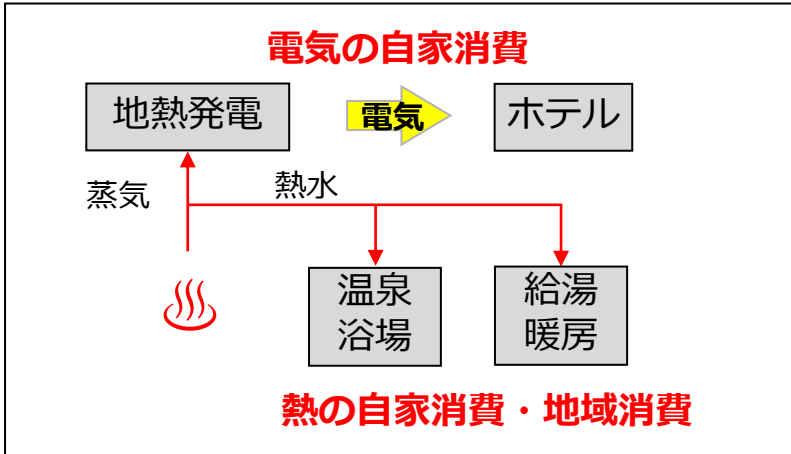 電気の自家消費
地熱発電
電気
ホテル
蒸気
熱水
温泉
浴場
給湯
暖房
熱の自家消費・地域消費